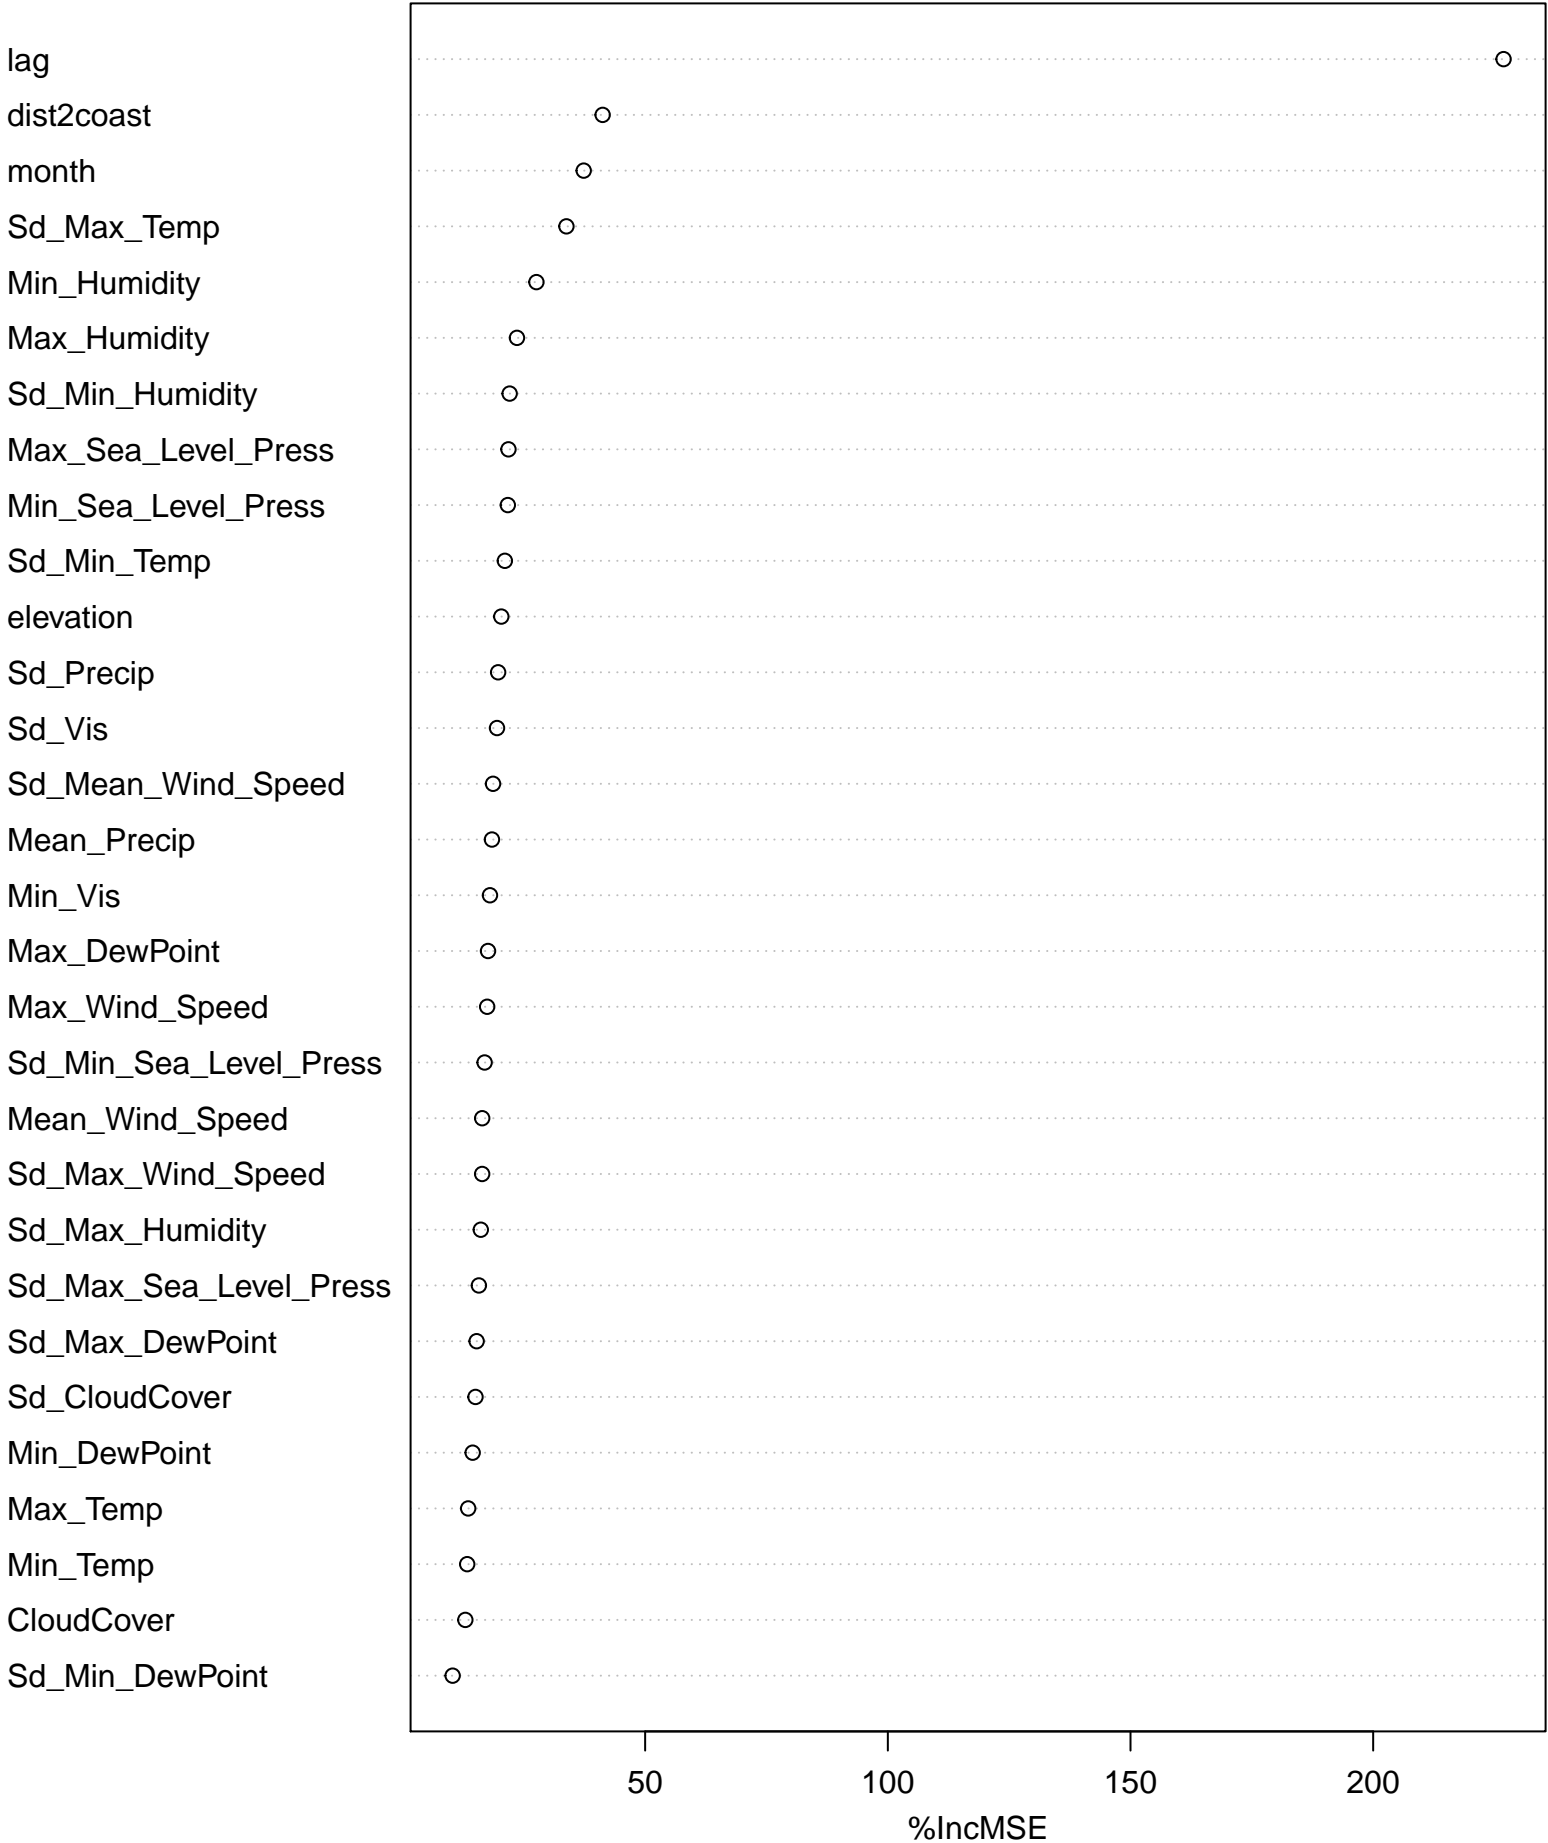 lag
dist2coast
month
Sd_Max_Temp
Min_Humidity
Max_Humidity
Sd_Min_Humidity
Max_Sea_Level_Press
Min_Sea_Level_Press
Sd_Min_Temp
elevation
Sd_Precip
Sd_Vis
Sd_Mean_Wind_Speed
Mean_Precip
Min_Vis
Max_DewPoint
Max_Wind_Speed
Sd_Min_Sea_Level_Press
Mean_Wind_Speed
Sd_Max_Wind_Speed
Sd_Max_Humidity
Sd_Max_Sea_Level_Press
Sd_Max_DewPoint
Sd_CloudCover
Min_DewPoint
Max_Temp
Min_Temp
CloudCover
Sd_Min_DewPoint
50 100 150 200
%IncMSE